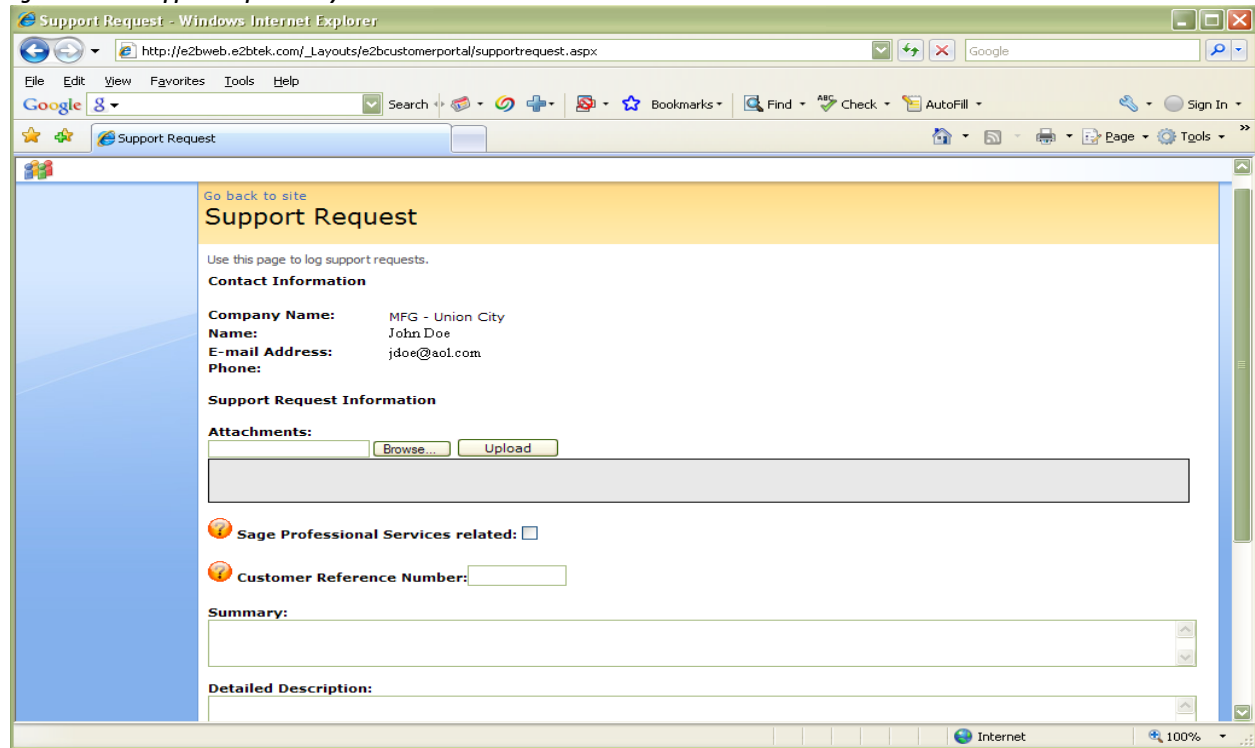 Support Request - Windows Internet Explorer
http://e2bweb.e2btek.com/_Layouts/e2bcustomerportal/supportrequest.aspx
Google
File Edit View Favorites Tools Help
Google Search Bookmarks Find Check AutoFill Sign In
Support Request
Page Tools
Go back to site
Support Request
Use this page to log support requests.
Contact Information
Company Name: MFG - Union City
Name: John Doe
E-mail Address: jdoe@aol.com
Phone:
Support Request Information
Attachments:
Browse... Upload
Sage Professional Services related:
Customer Reference Number:
Summary:
Detailed Description:
Internet 100%